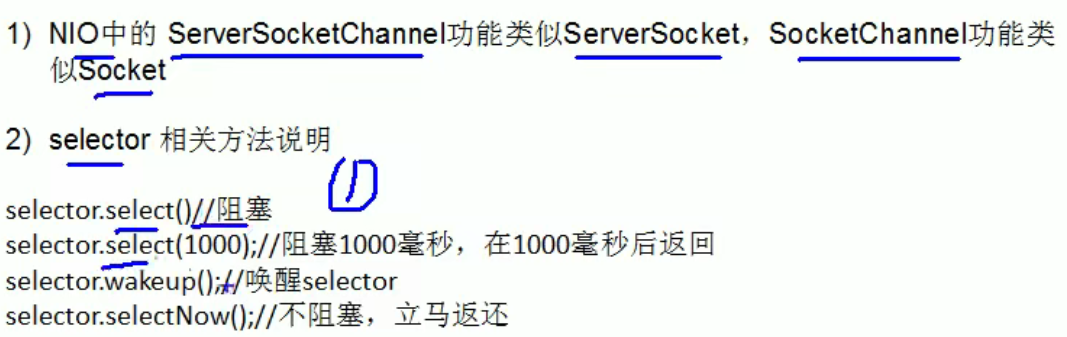 1) NIO中的 ServerSocketChannel功能类似ServerSocket，SocketChannel功能类
似Socket
2) selector 相关方法说明
selector.select()//阻塞
selector.select(1000);//阻塞1000毫秒，在1000毫秒后返回
selector.wakeup();//唤醒selector
selector.selectNow();//不阻塞，立马返还